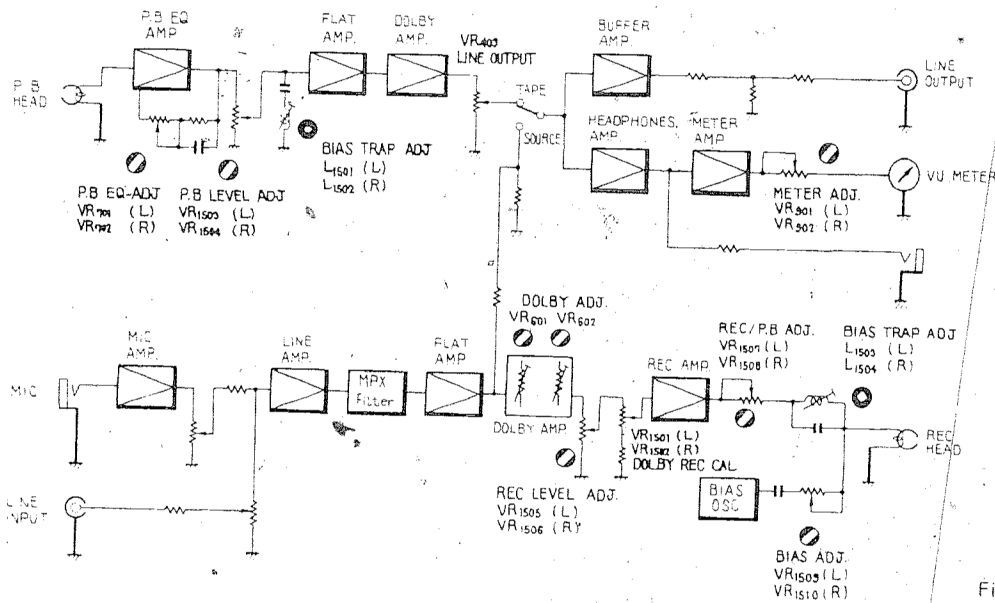 P.B EQ
AMP
FLAT
AMP.
DOLBY
AMP.
VR403
LINE OUTPUT
BUFFER
AMP.
LINE
OUTPUT
P.B
HEAD
TAPE
SOURCE
HEADPHONES
AMP.
METER
AMP
BIAS TRAP ADJ
L1501 (L)
L1502 (R)
P.B EQ-ADJ
VR701 (L)
VR702 (R)
P.B LEVEL ADJ
VR1503 (L)
VR1504 (R)
VU METER
METER ADJ.
VR901 (L)
VR902 (R)
DOLBY ADJ.
VR601 VR602
MIC
AMP.
LINE
AMP.
FLAT
AMP
REC AMP.
REC/P.B ADJ.
VR1507 (L)
VR1508 (R)
BIAS TRAP ADJ
L1503 (L)
L1504 (R)
MIC
MPX
Filter
DOLBY AMP.
VR1501 (L)
VR1502 (R)
DOLBY REC CAL
REC
HEAD
LINE
INPUT
REC LEVEL ADJ.
VR1505 (L)
VR1506 (R)
BIAS
OSC
BIAS ADJ
VR1509 (L)
VR1510 (R)
Fi